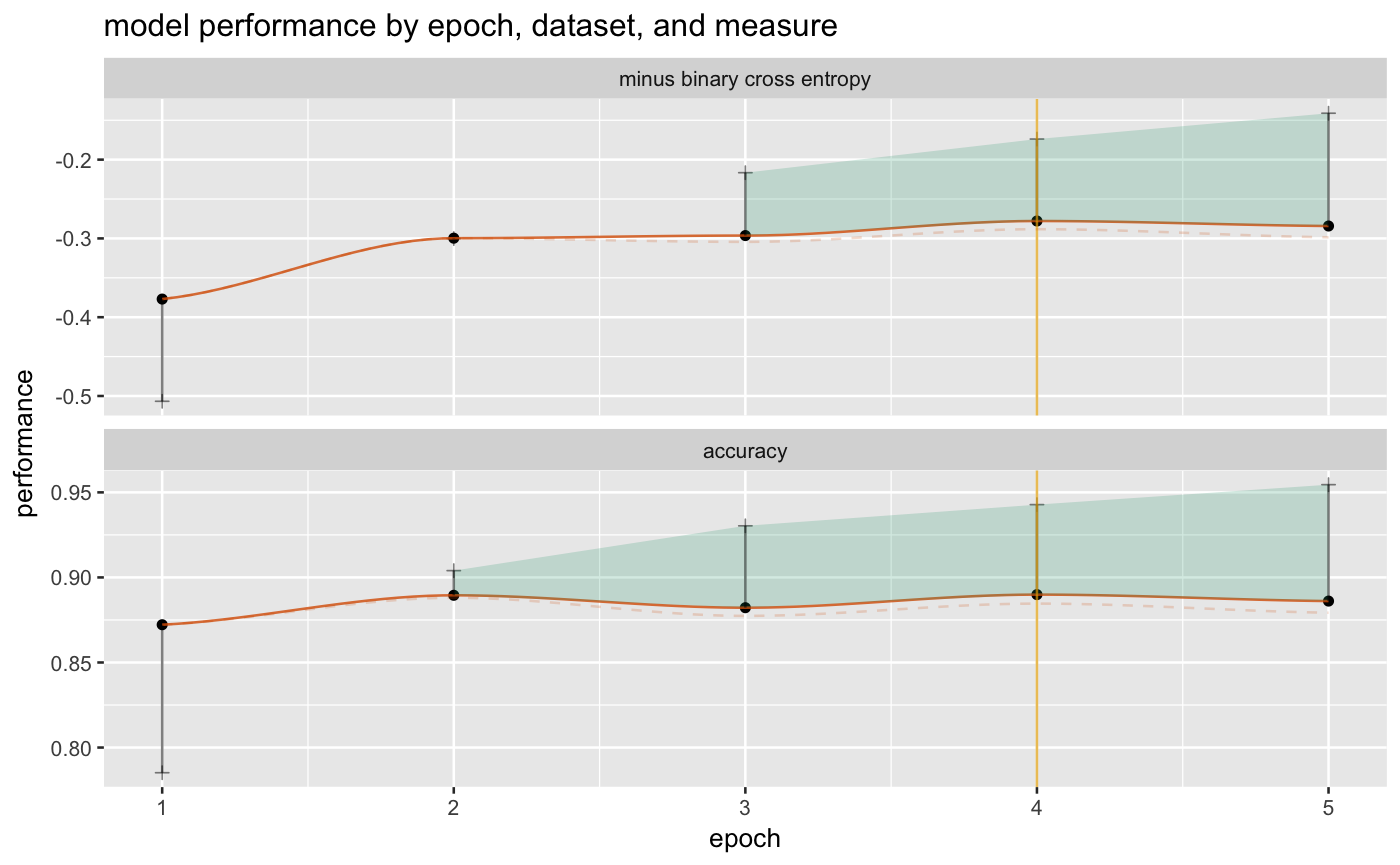 model performance by epoch, dataset, and measure
minus binary cross entropy
-0.2
-0.3
-0.4
-0.5
performance
accuracy
0.95
0.90
0.85
0.80
1 2 3 4 5
epoch